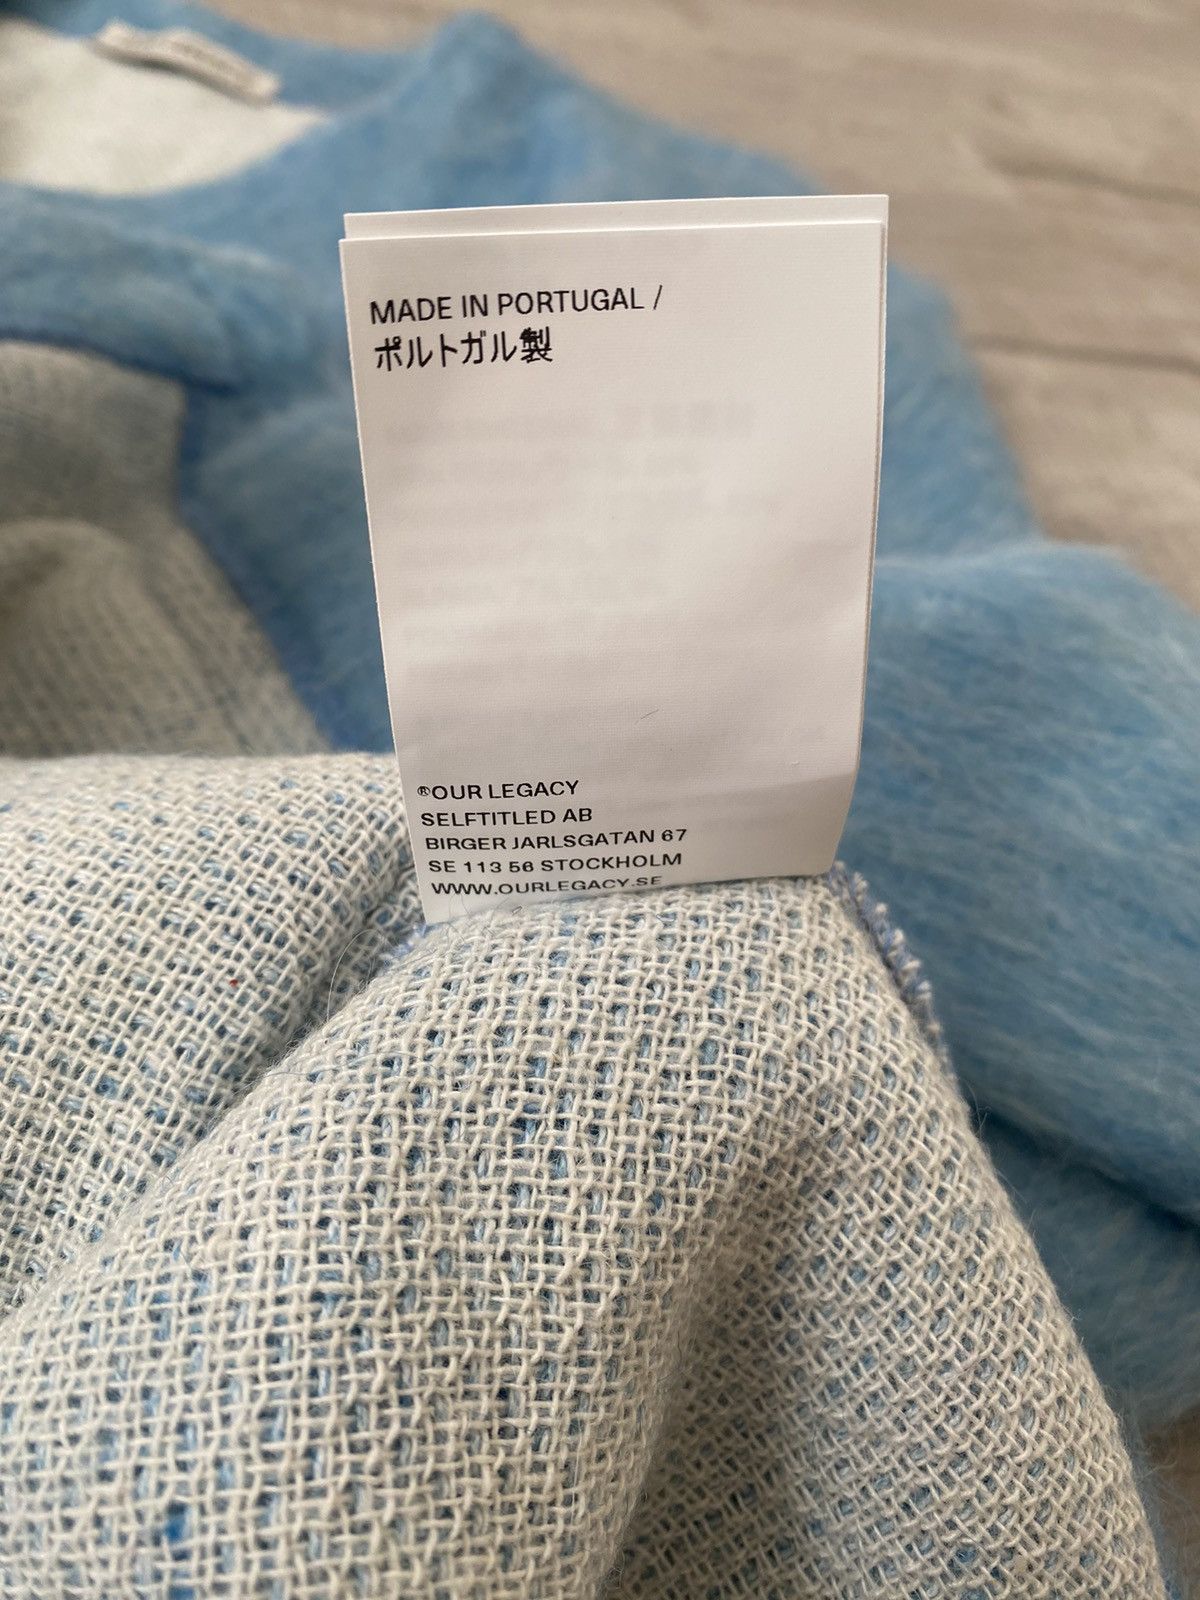 MADE IN PORTUGAL /
ポルトガル製
®OUR LEGACY
SELFTITLED AB
BIRGER JARLSGATAN 67
SE 113 56 STOCKHOLM
WWW.OURLEGACY.SE